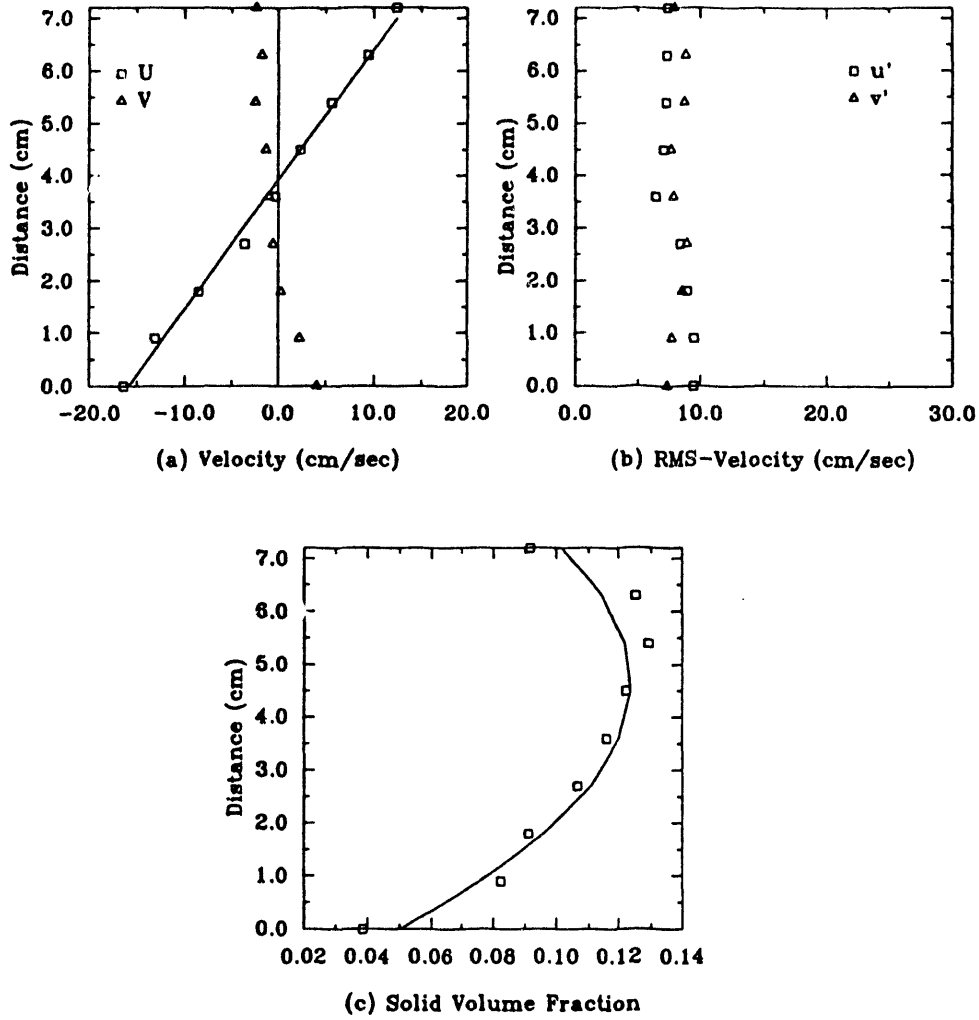 7.0
6.0
5.0
4.0
3.0
2.0
1.0
0.0
Distance (cm)
U
V
-20.0 -10.0 0.0 10.0 20.0
(a) Velocity (cm/sec)
7.0
6.0
5.0
4.0
3.0
2.0
1.0
0.0
Distance (cm)
u'
v'
0.0 10.0 20.0 30.0
(b) RMS-Velocity (cm/sec)
7.0
6.0
5.0
4.0
3.0
2.0
1.0
0.0
Distance (cm)
0.02 0.04 0.06 0.08 0.10 0.12 0.14
(c) Solid Volume Fraction